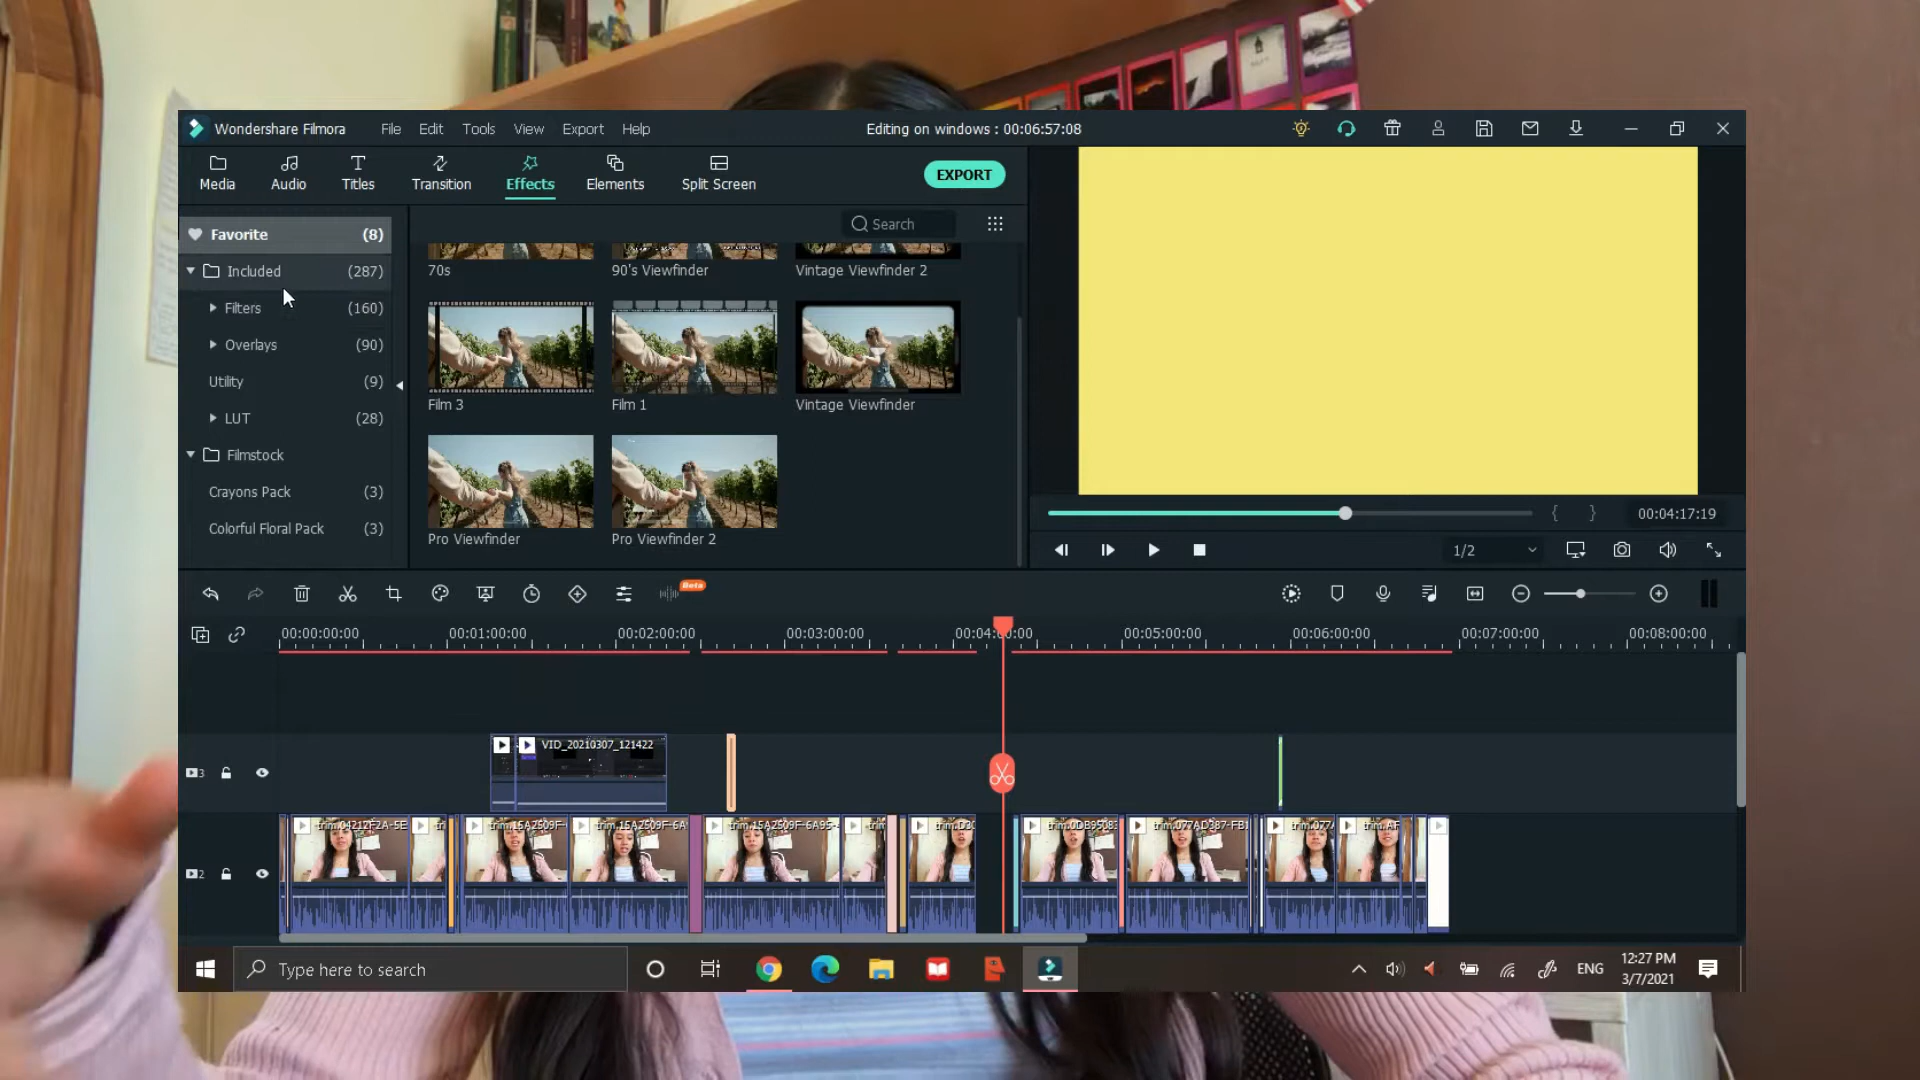 Wondershare Filmora File Edit Tools View Export Help Editing on windows : 00:06:57:08
Media Audio Titles Transition Effects Elements Split Screen EXPORT
Favorite (8)
Search
Included (287)
70s 90's Viewfinder Vintage Viewfinder 2
Filters (160)
Overlays (90)
Utility (9)
Film 3 Film 1 Vintage Viewfinder
LUT (28)
Filmstock
Crayons Pack (3)
Colorful Floral Pack (3)
Pro Viewfinder Pro Viewfinder 2
00:04:17:19
1/2
Beta
00:00:00:00 00:01:00:00 00:02:00:00 00:03:00:00 00:05:00:00 00:06:00:00 00:07:00:00 00:08:00:00
VID_20210307_121422
3
2
Type here to search
ENG
12:27 PM
3/7/2021